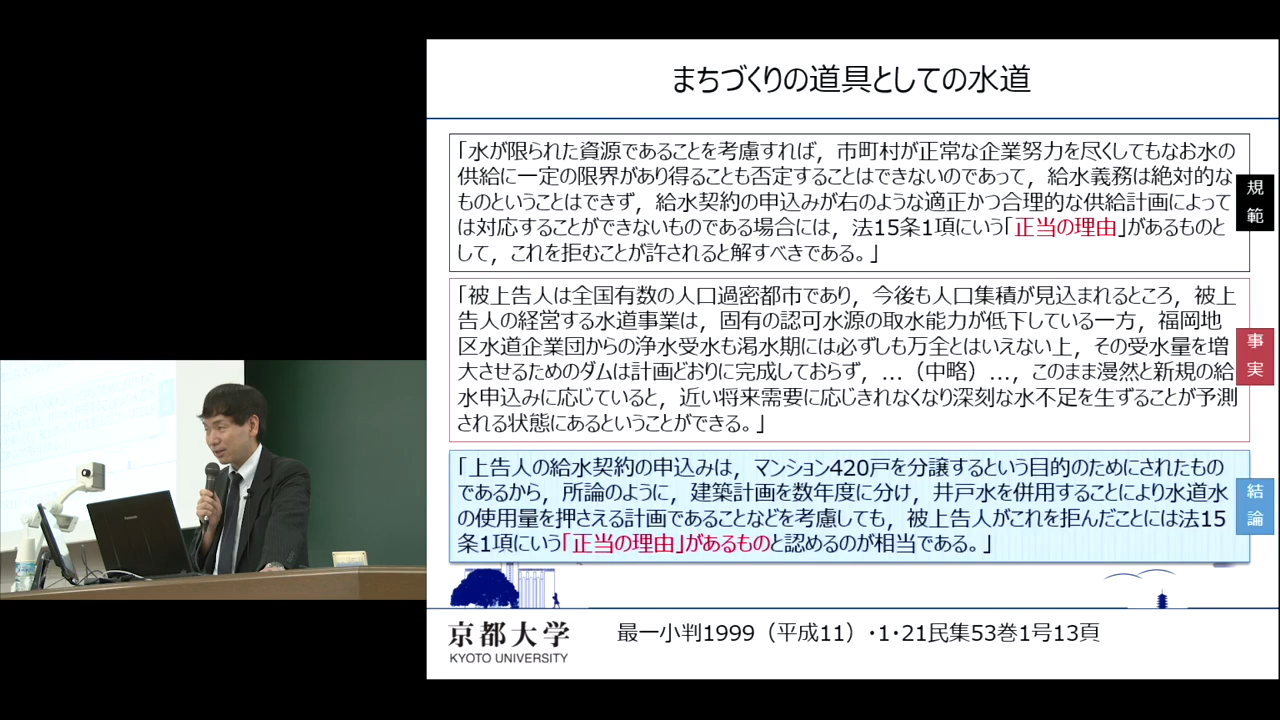 まちづくりの道具としての水道
「水が限られた資源であることを考慮すれば，市町村が正常な企業努力を尽くしてもなお水の
供給に一定の限界があり得ることも否定することはできないのであって，給水義務は絶対的な
ものということはできず，給水契約の申込みが右のような適正かつ合理的な供給計画によって
は対応することができないものである場合には，法15条1項にいう「正当の理由」があるものと
して，これを拒むことが許されると解すべきである。」
規
範
「被上告人は全国有数の人口過密都市であり，今後も人口集積が見込まれるところ，被上
告人の経営する水道事業は，固有の認可水源の取水能力が低下している一方，福岡地
区水道企業団からの浄水受水も渇水期には必ずしも万全とはいえない上，その受水量を増
大させるためのダムは計画どおりに完成しておらず，…（中略）…，このまま漫然と新規の給
水申込みに応じていると，近い将来需要に応じきれなくなり深刻な水不足を生ずることが予測
される状態にあるということができる。」
事
実
「上告人の給水契約の申込みは，マンション420戸を分譲するという目的のためにされたもの
であるから，所論のように，建築計画を数年度に分け，井戸水を併用することにより水道水
の使用量を押さえる計画であることなどを考慮しても，被上告人がこれを拒んだことには法15
条1項にいう「正当の理由」があるものと認めるのが相当である。」
結
論
京都大学
KYOTO UNIVERSITY
最一小判1999（平成11）・1・21民集53巻1号13頁
Panasonic